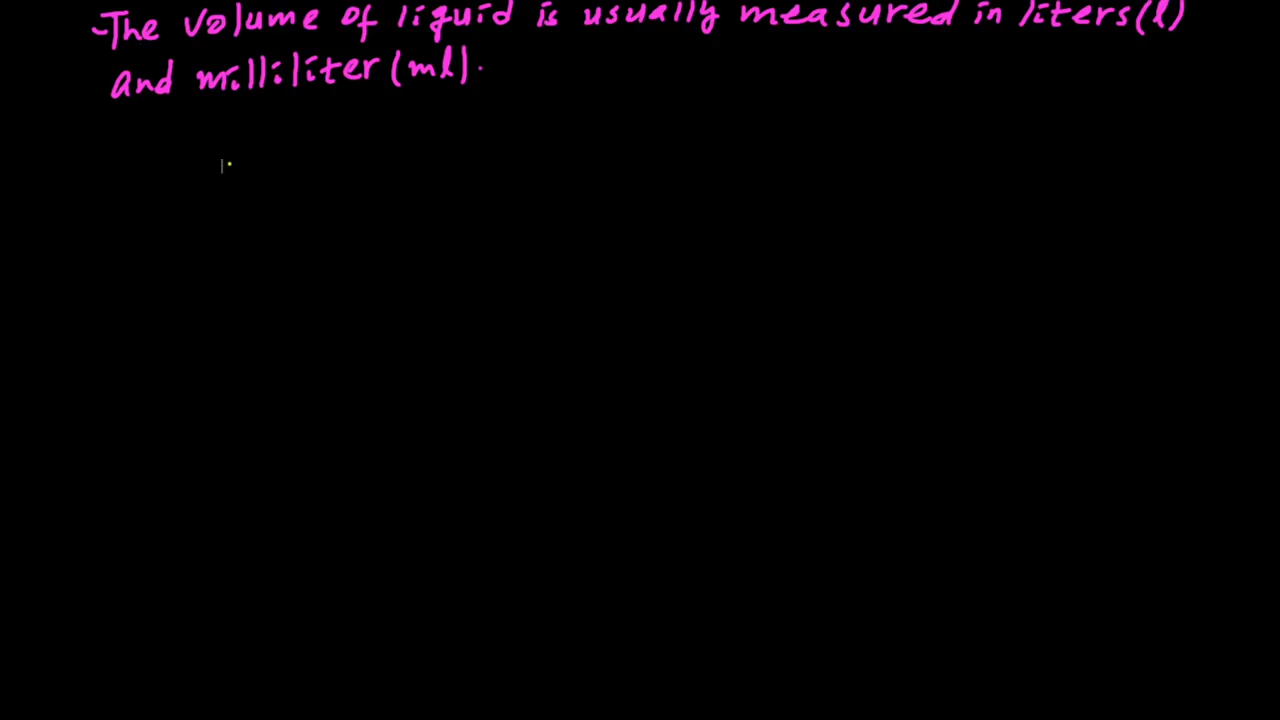 -The volume of liquid is usually measured in liters(l)
and milliliter(ml).